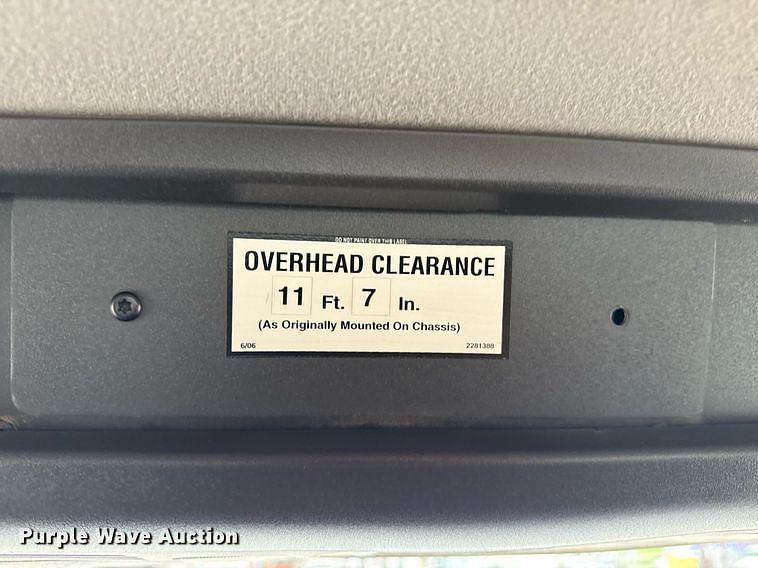 DO NOT PAINT OVER THIS LABEL
OVERHEAD CLEARANCE
11 Ft. 7 In.
(As Originally Mounted On Chassis)
6/06 2281388
Purple Wave Auction